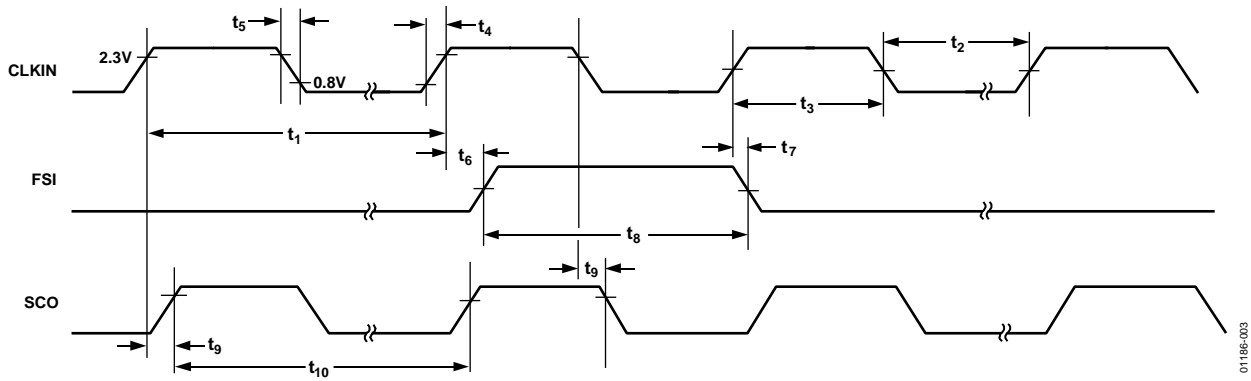 t5
t4
t2
2.3V
CLKIN
0.8V
t3
t1
t6
t7
FSI
t8
t9
SCO
t9
t10
01186-003